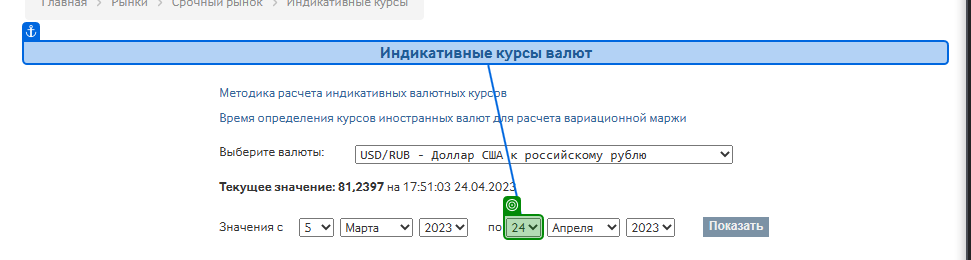 Главная > Рынки > Срочный рынок > Индикативные курсы
Индикативные курсы валют
Методика расчета индикативных валютных курсов
Время определения курсов иностранных валют для расчета вариационной маржи
Выберите валюты: USD/RUB - Доллар США к российскому рублю
Текущее значение: 81,2397 на 17:51:03 24.04.2023
Значения с 5 Марта 2023 по 24 Апреля 2023 Показать